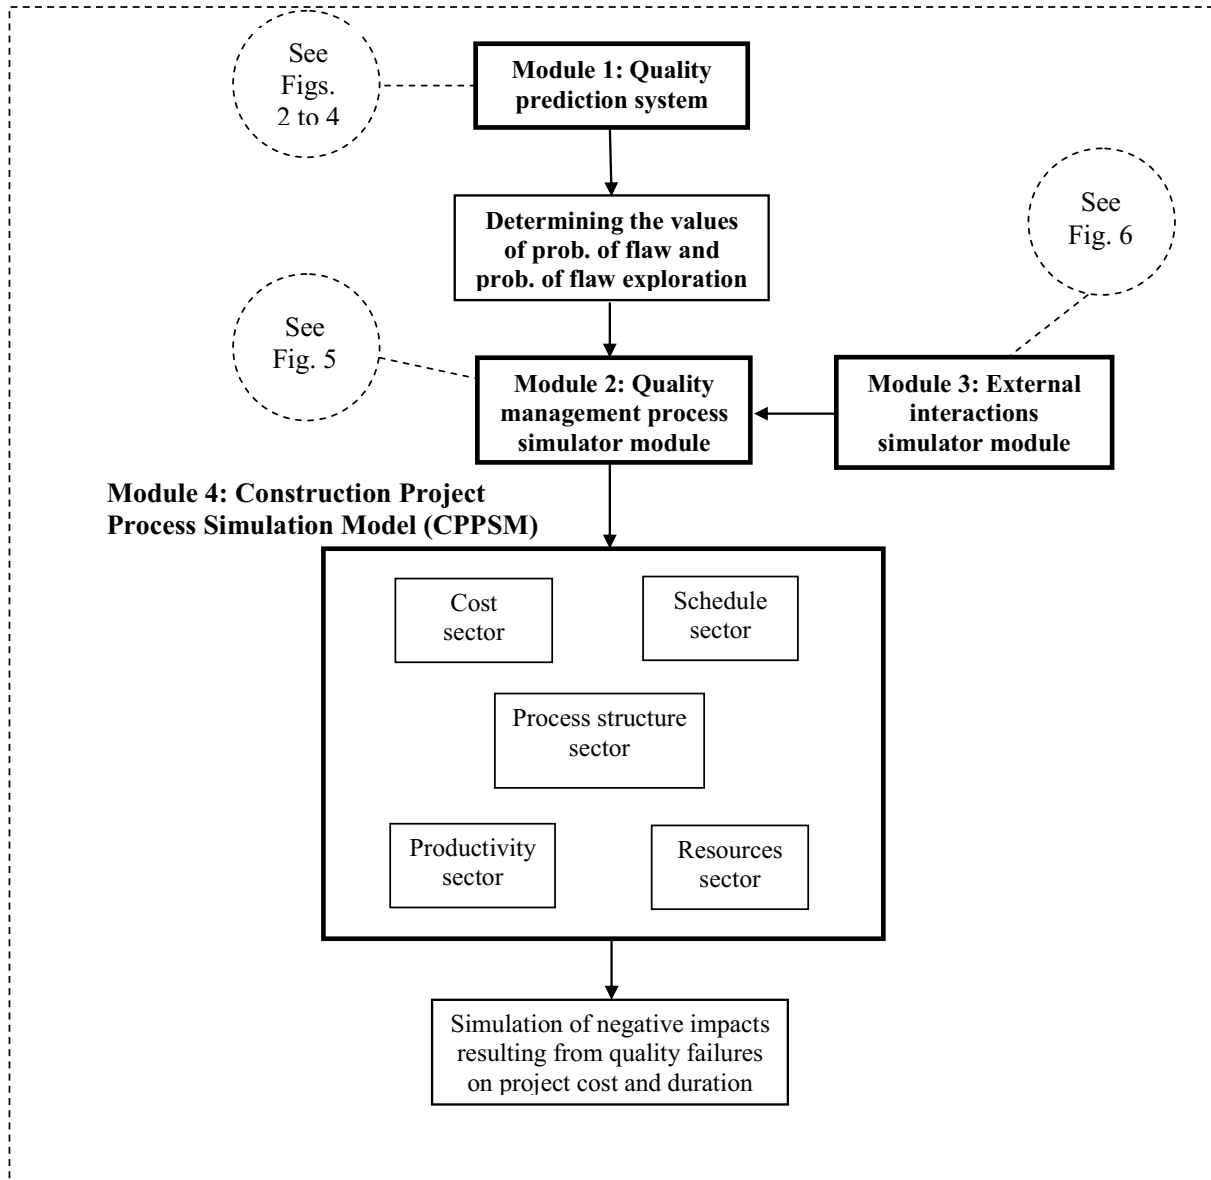 See
Figs.
2 to 4
Module 1: Quality
prediction system
Determining the values
of prob. of flaw and
prob. of flaw exploration
See
Fig. 6
See
Fig. 5
Module 2: Quality
management process
simulator module
Module 3: External
interactions
simulator module
Module 4: Construction Project
Process Simulation Model (CPPSM)
Cost
sector
Schedule
sector
Process structure
sector
Productivity
sector
Resources
sector
Simulation of negative impacts
resulting from quality failures
on project cost and duration